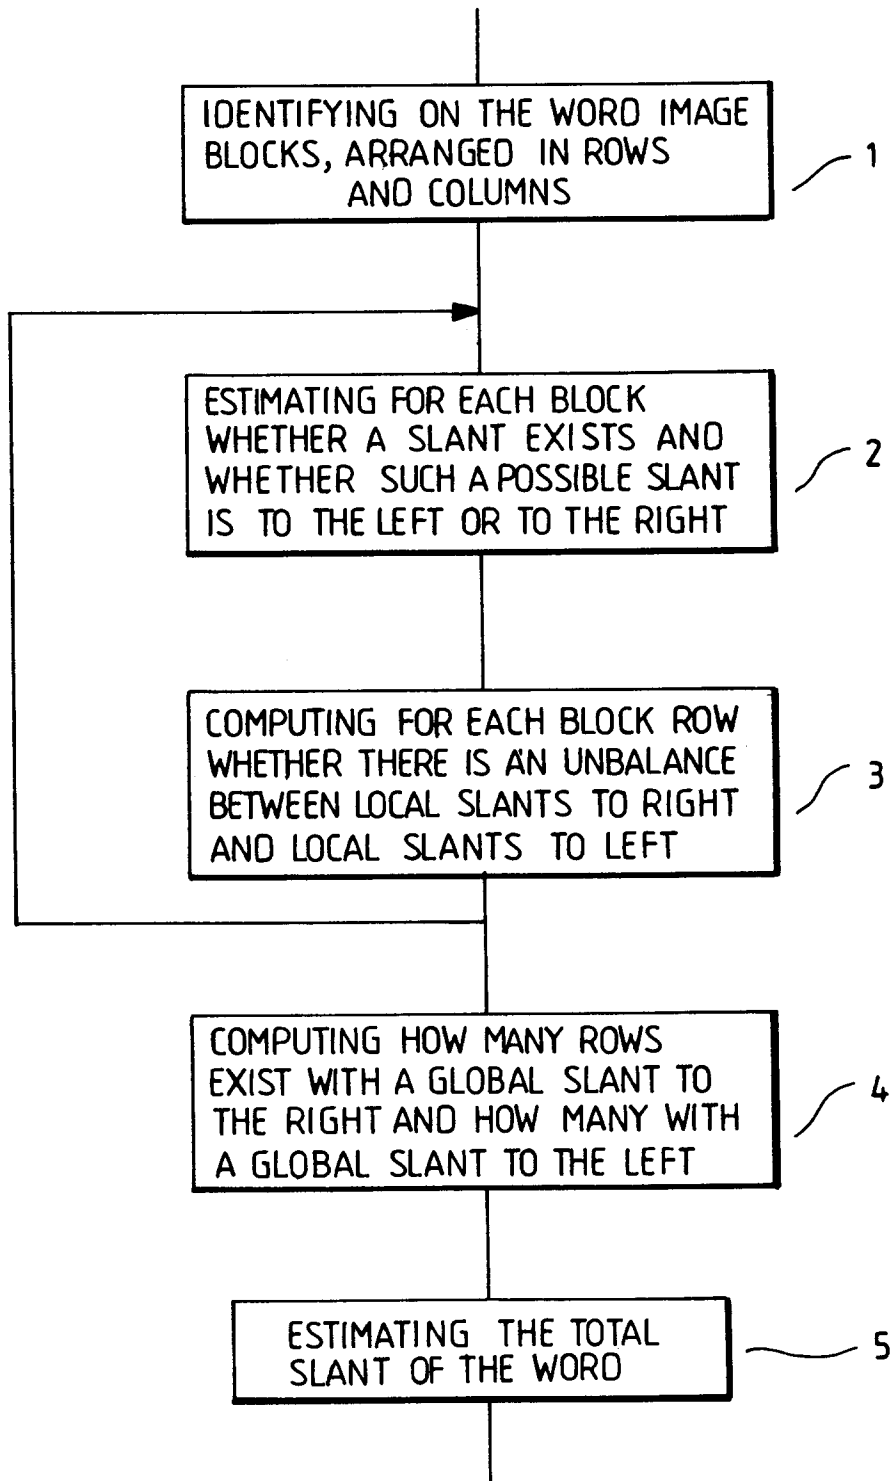 IDENTIFYING ON THE WORD IMAGE
BLOCKS, ARRANGED IN ROWS
AND COLUMNS
1
ESTIMATING FOR EACH BLOCK
WHETHER A SLANT EXISTS AND
WHETHER SUCH A POSSIBLE SLANT
IS TO THE LEFT OR TO THE RIGHT
2
COMPUTING FOR EACH BLOCK ROW
WHETHER THERE IS AN UNBALANCE
BETWEEN LOCAL SLANTS TO RIGHT
AND LOCAL SLANTS TO LEFT
3
COMPUTING HOW MANY ROWS
EXIST WITH A GLOBAL SLANT TO
THE RIGHT AND HOW MANY WITH
A GLOBAL SLANT TO THE LEFT
4
ESTIMATING THE TOTAL
SLANT OF THE WORD
5